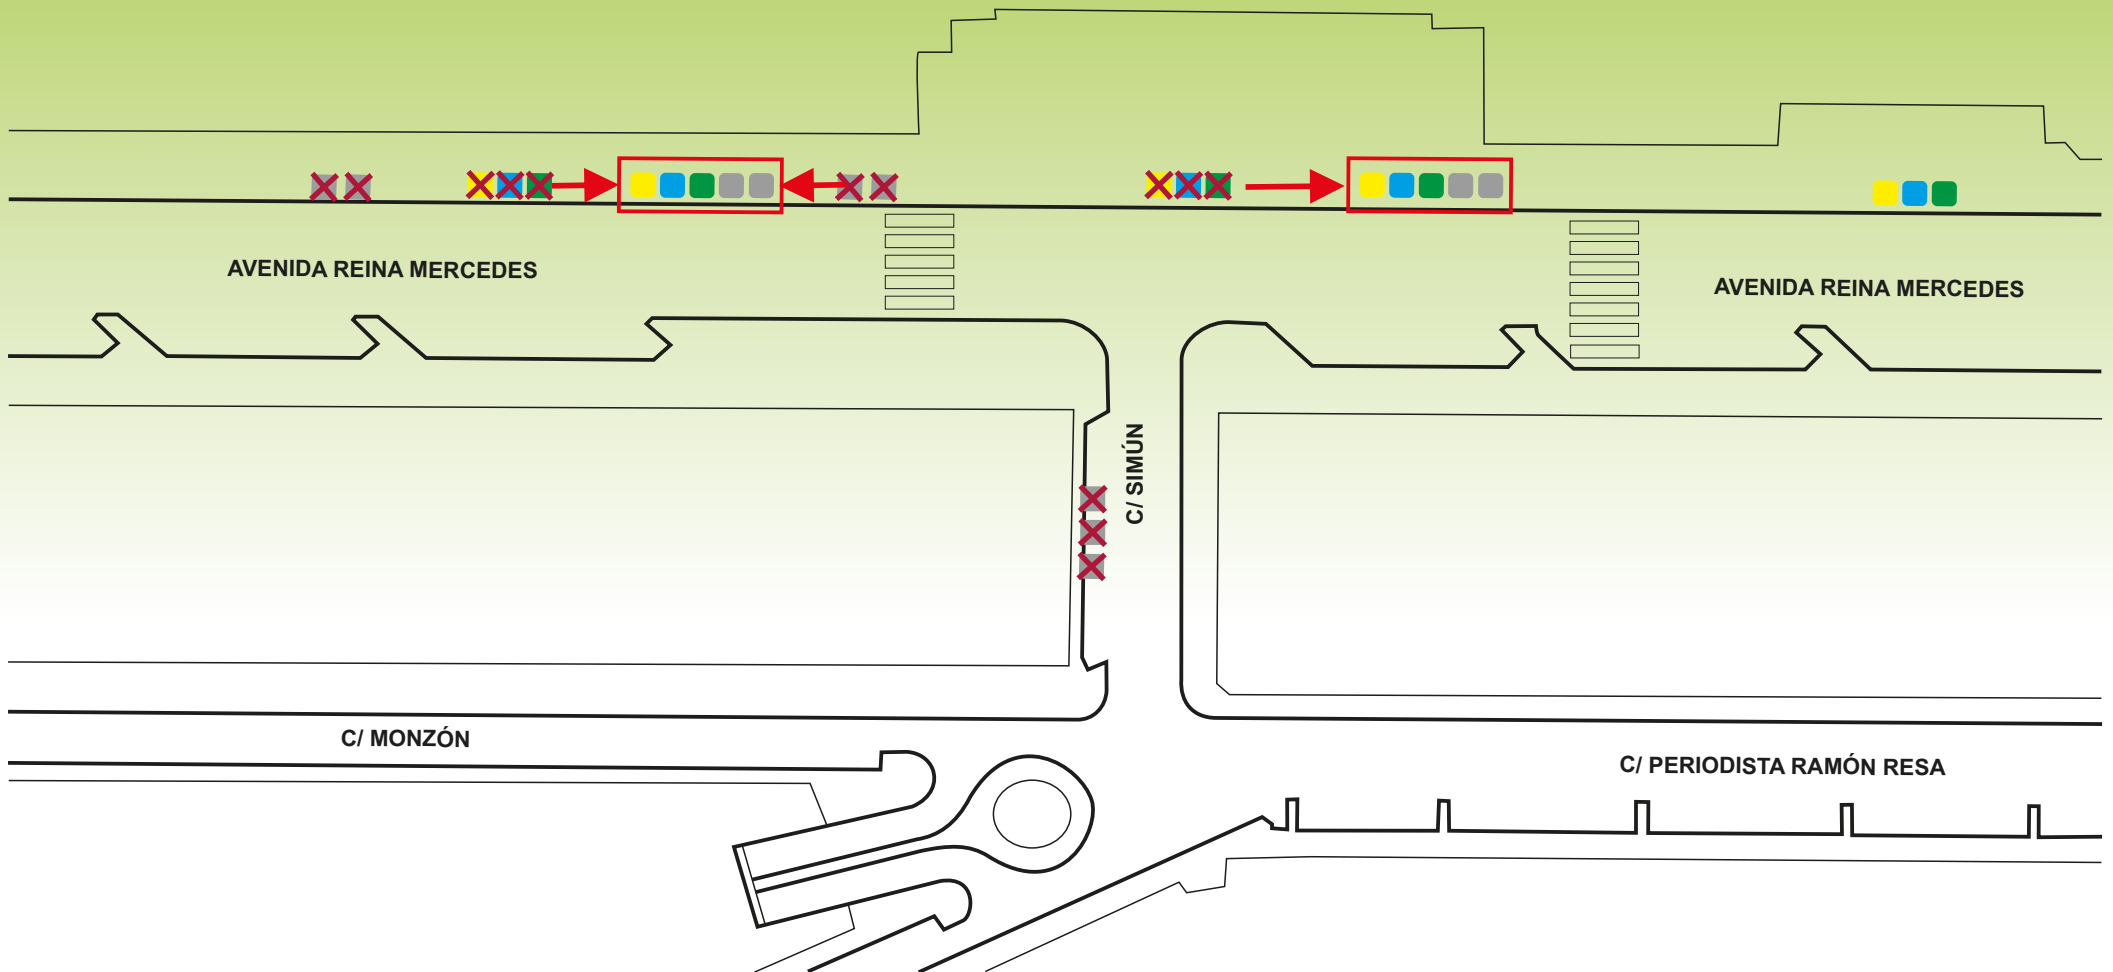 AVENIDA REINA MERCEDES
AVENIDA REINA MERCEDES
C/ SIMÚN
C/ MONZÓN
C/ PERIODISTA RAMÓN RESA